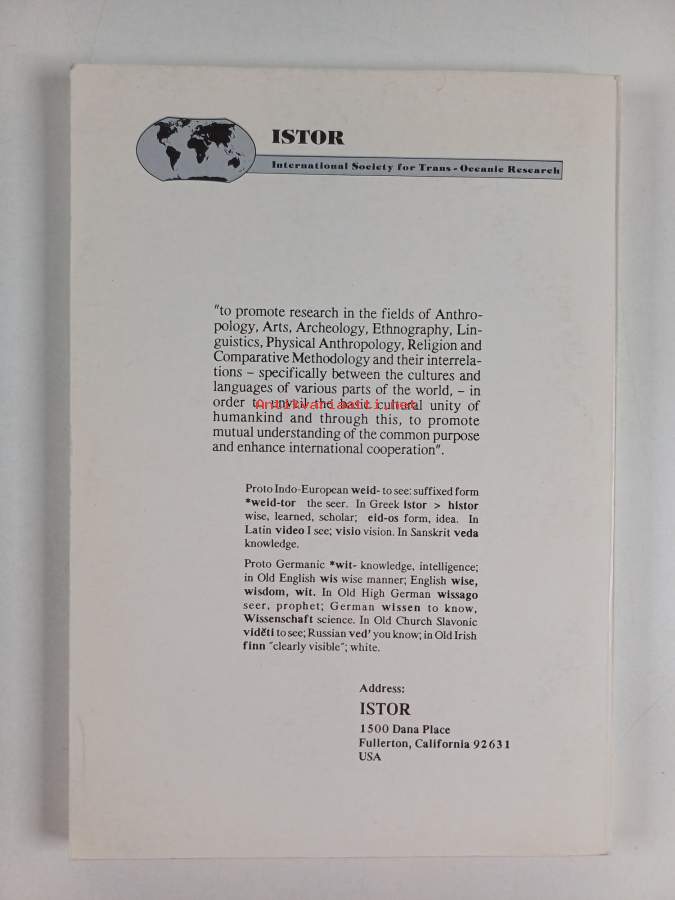 ISTOR
International Society for Trans-Oceanic Research
"to promote research in the fields of Anthro-
pology, Arts, Archeology, Ethnography, Lin-
guistics, Physical Anthropology, Religion and
Comparative Methodology and their interrela-
tions – specifically between the cultures and
languages of various parts of the world, – in
order to unvail the basic cultural unity of
Antikvariaatti.net
humankind and through this, to promote
mutual understanding of the common purpose
and enhance international cooperation".
Proto Indo-European weid- to see: suffixed form
*weid-tor the seer. In Greek istor > histor
wise, learned, scholar; eid-os form, idea. In
Latin video I see; visio vision. In Sanskrit veda
knowledge.
Proto Germanic *wit- knowledge, intelligence;
in Old English wis wise manner; English wise,
wisdom, wit. In Old High German wissago
seer, prophet; German wissen to know,
Wissenschaft science. In Old Church Slavonic
viděti to see; Russian ved' you know; in Old Irish
finn "clearly visible"; white.
Address:
ISTOR
1500 Dana Place
Fullerton, California 92631
USA